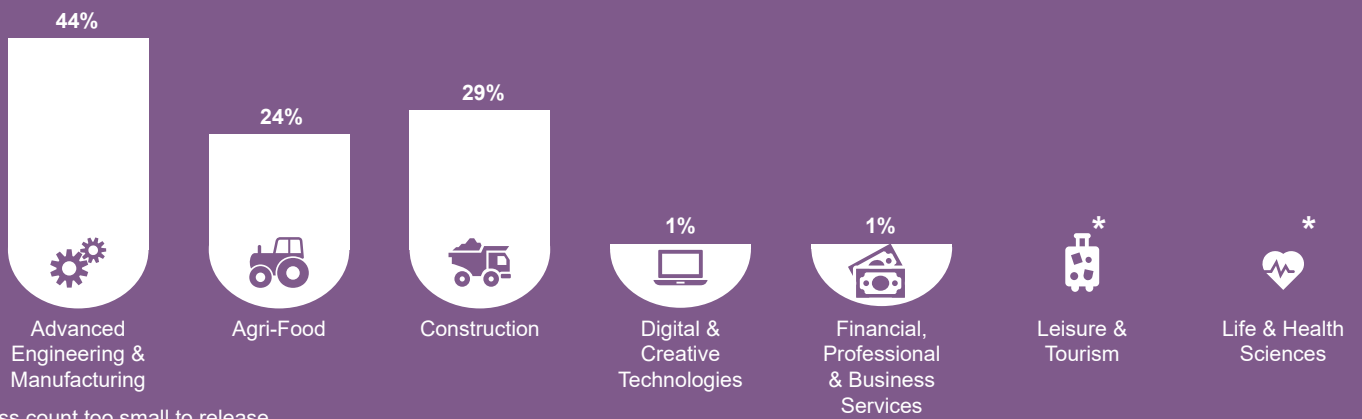 44%
24%
29%
1%
1%
*
*
Advanced
Engineering &
Manufacturing
Agri-Food
Construction
Digital &
Creative
Technologies
Financial,
Professional
& Business
Services
Leisure &
Tourism
Life & Health
Sciences
count too small to release